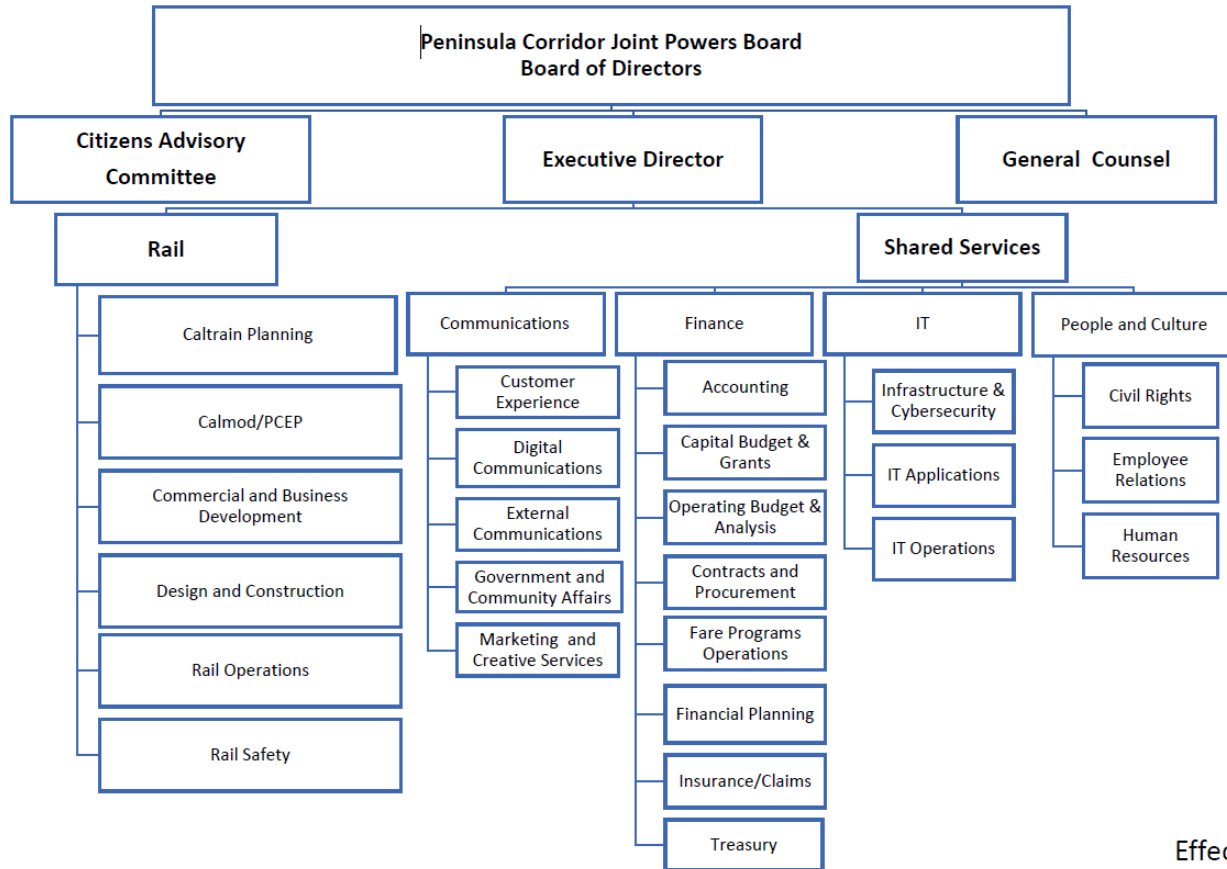 Peninsula Corridor Joint Powers Board
Board of Directors
Citizens Advisory
Committee
Executive Director
General Counsel
Rail
Shared Services
Caltrain Planning
Calmod/PCEP
Commercial and Business
Development
Design and Construction
Rail Operations
Rail Safety
Communications
Customer
Experience
Digital
Communications
External
Communications
Government and
Community Affairs
Marketing and
Creative Services
Finance
Accounting
Capital Budget &
Grants
Operating Budget &
Analysis
Contracts and
Procurement
Fare Programs
Operations
Financial Planning
Insurance/Claims
Treasury
IT
Infrastructure &
Cybersecurity
IT Applications
IT Operations
People and Culture
Civil Rights
Employee
Relations
Human
Resources
Effec